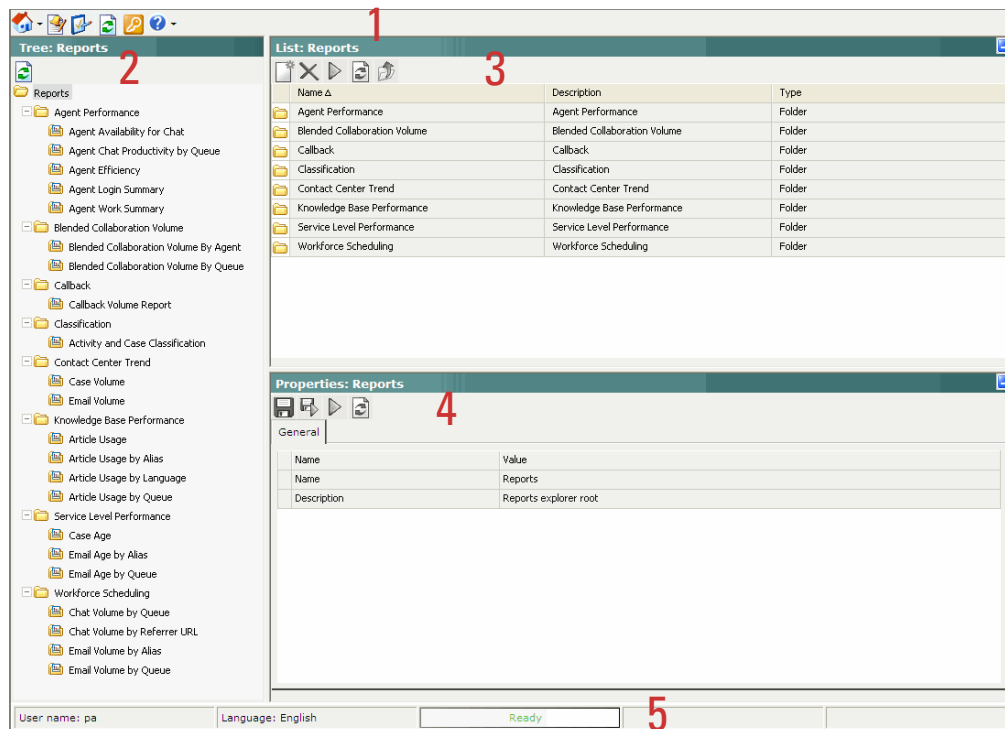 1
Tree: Reports
2
Reports
Agent Performance
Agent Availability for Chat
Agent Chat Productivity by Queue
Agent Efficiency
Agent Login Summary
Agent Work Summary
Blended Collaboration Volume
Blended Collaboration Volume By Agent
Blended Collaboration Volume By Queue
Callback
Callback Volume Report
Classification
Activity and Case Classification
Contact Center Trend
Case Volume
Email Volume
Knowledge Base Performance
Article Usage
Article Usage by Alias
Article Usage by Language
Article Usage by Queue
Service Level Performance
Case Age
Email Age by Alias
Email Age by Queue
Workforce Scheduling
Chat Volume by Queue
Chat Volume by Referrer URL
Email Volume by Alias
Email Volume by Queue
List: Reports
3
Name Description Type
Agent Performance Agent Performance Folder
Blended Collaboration Volume Blended Collaboration Volume Folder
Callback Callback Folder
Classification Classification Folder
Contact Center Trend Contact Center Trend Folder
Knowledge Base Performance Knowledge Base Performance Folder
Service Level Performance Service Level Performance Folder
Workforce Scheduling Workforce Scheduling Folder
Properties: Reports
4
General
Name Value
Name Reports
Description Reports explorer root
User name: pa Language: English Ready 5